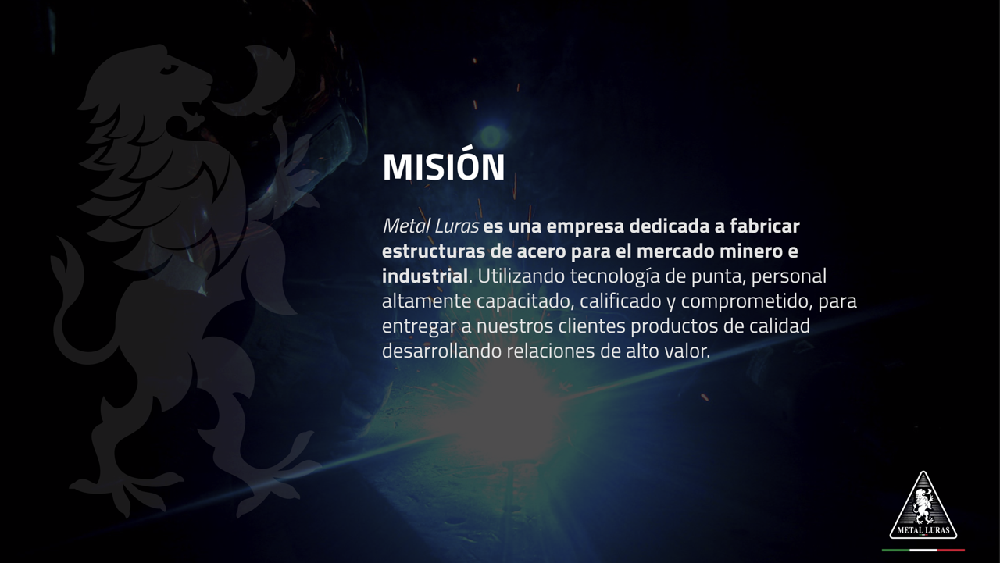 MISIÓN
Metal Luras es una empresa dedicada a fabricar
estructuras de acero para el mercado minero e
industrial. Utilizando tecnología de punta, personal
altamente capacitado, calificado y comprometido, para
entregar a nuestros clientes productos de calidad
desarrollando relaciones de alto valor.
METAL LURAS